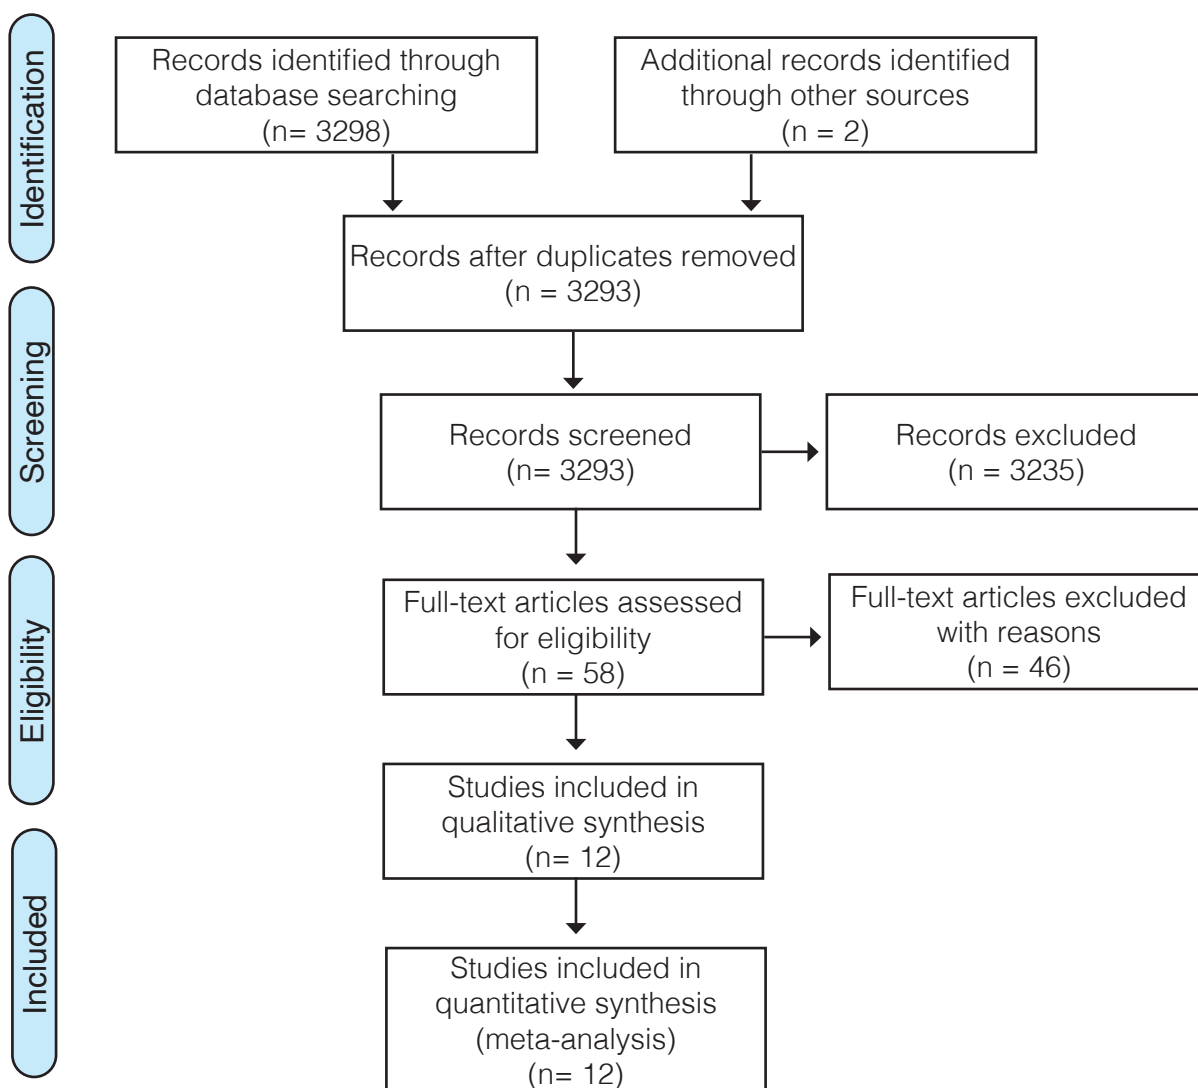 Identification
Records identified through
database searching
(n= 3298)
Additional records identified
through other sources
(n = 2)
Records after duplicates removed
(n = 3293)
Screening
Records screened
(n= 3293)
Records excluded
(n = 3235)
Eligibility
Full-text articles assessed
for eligibility
(n = 58)
Full-text articles excluded
with reasons
(n = 46)
Studies included in
qualitative synthesis
(n= 12)
Included
Studies included in
quantitative synthesis
(meta-analysis)
(n= 12)